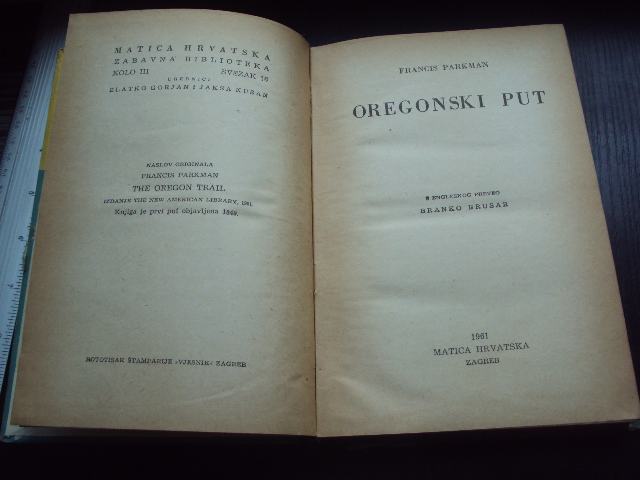 MATICA HRVATSKA
ZABAVNA BIBLIOTEKA
KOLO III SVEZAK
UREDNICI
ZLATKO GORJAN I JAKŠA KUŠAN
NASLOV ORIGINALA
FRANCIS PARKMAN
THE OREGON TRAIL
IZDANJE THE NEW AMERICAN LIBRARY, 1961.
Knjiga je prvi put objavljena 1849.
ROTOTISAK ŠTAMPARIJE »VJESNIK« ZAGREB
FRANCIS PARKMAN
OREGONSKI PUT
S ENGLESKOG PREVEO
BRANKO BRUSAR
1961
MATICA HRVATSKA
ZAGREB